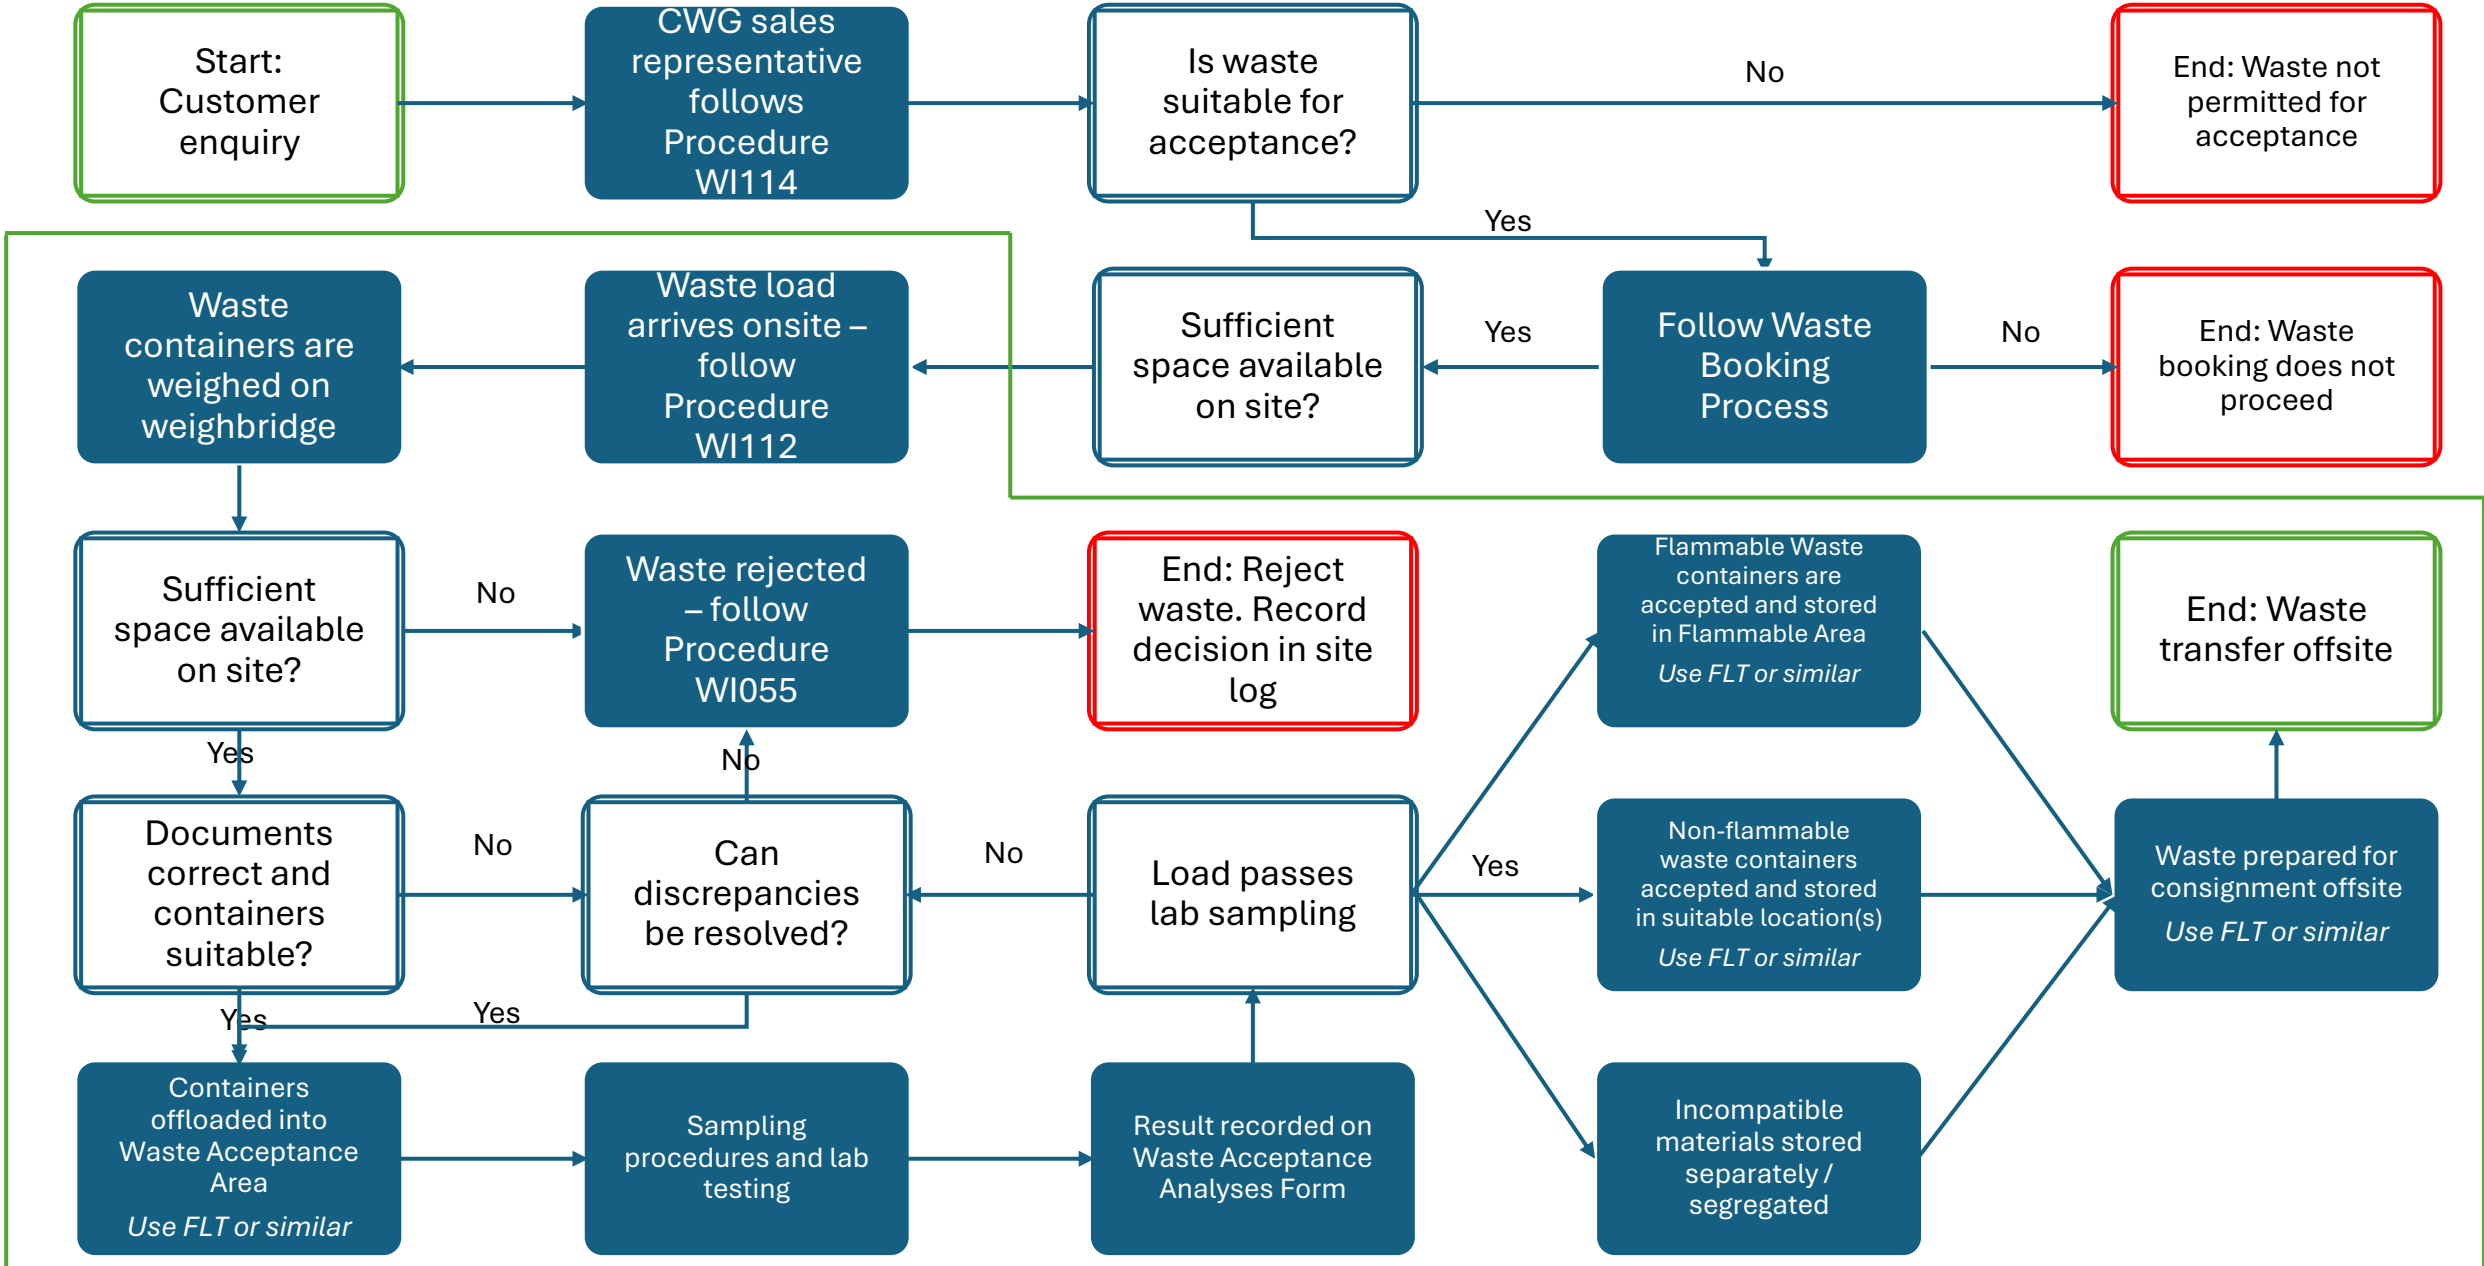 Start:
Customer
enquiry
CWG sales
representative
follows
Procedure
WI114
Is waste
suitable for
acceptance?
No
End: Waste not
permitted for
acceptance
Yes
Waste
containers are
weighed on
weighbridge
Waste load
arrives onsite –
follow
Procedure
WI112
Sufficient
space available
on site?
Yes
Follow Waste
Booking
Process
No
End: Waste
booking does not
proceed
Sufficient
space available
on site?
No
Waste rejected
– follow
Procedure
WI055
End: Reject
waste. Record
decision in site
log
Flammable Waste
containers are
accepted and stored
in Flammable Area
Use FLT or similar
End: Waste
transfer offsite
Yes
No
Documents
correct and
containers
suitable?
No
Can
discrepancies
be resolved?
No
Load passes
lab sampling
Yes
Non-flammable
waste containers
accepted and stored
in suitable location(s)
Use FLT or similar
Waste prepared for
consignment offsite
Use FLT or similar
Yes
Yes
Containers
offloaded into
Waste Acceptance
Area
Use FLT or similar
Sampling
procedures and lab
testing
Result recorded on
Waste Acceptance
Analyses Form
Incompatible
materials stored
separately /
segregated